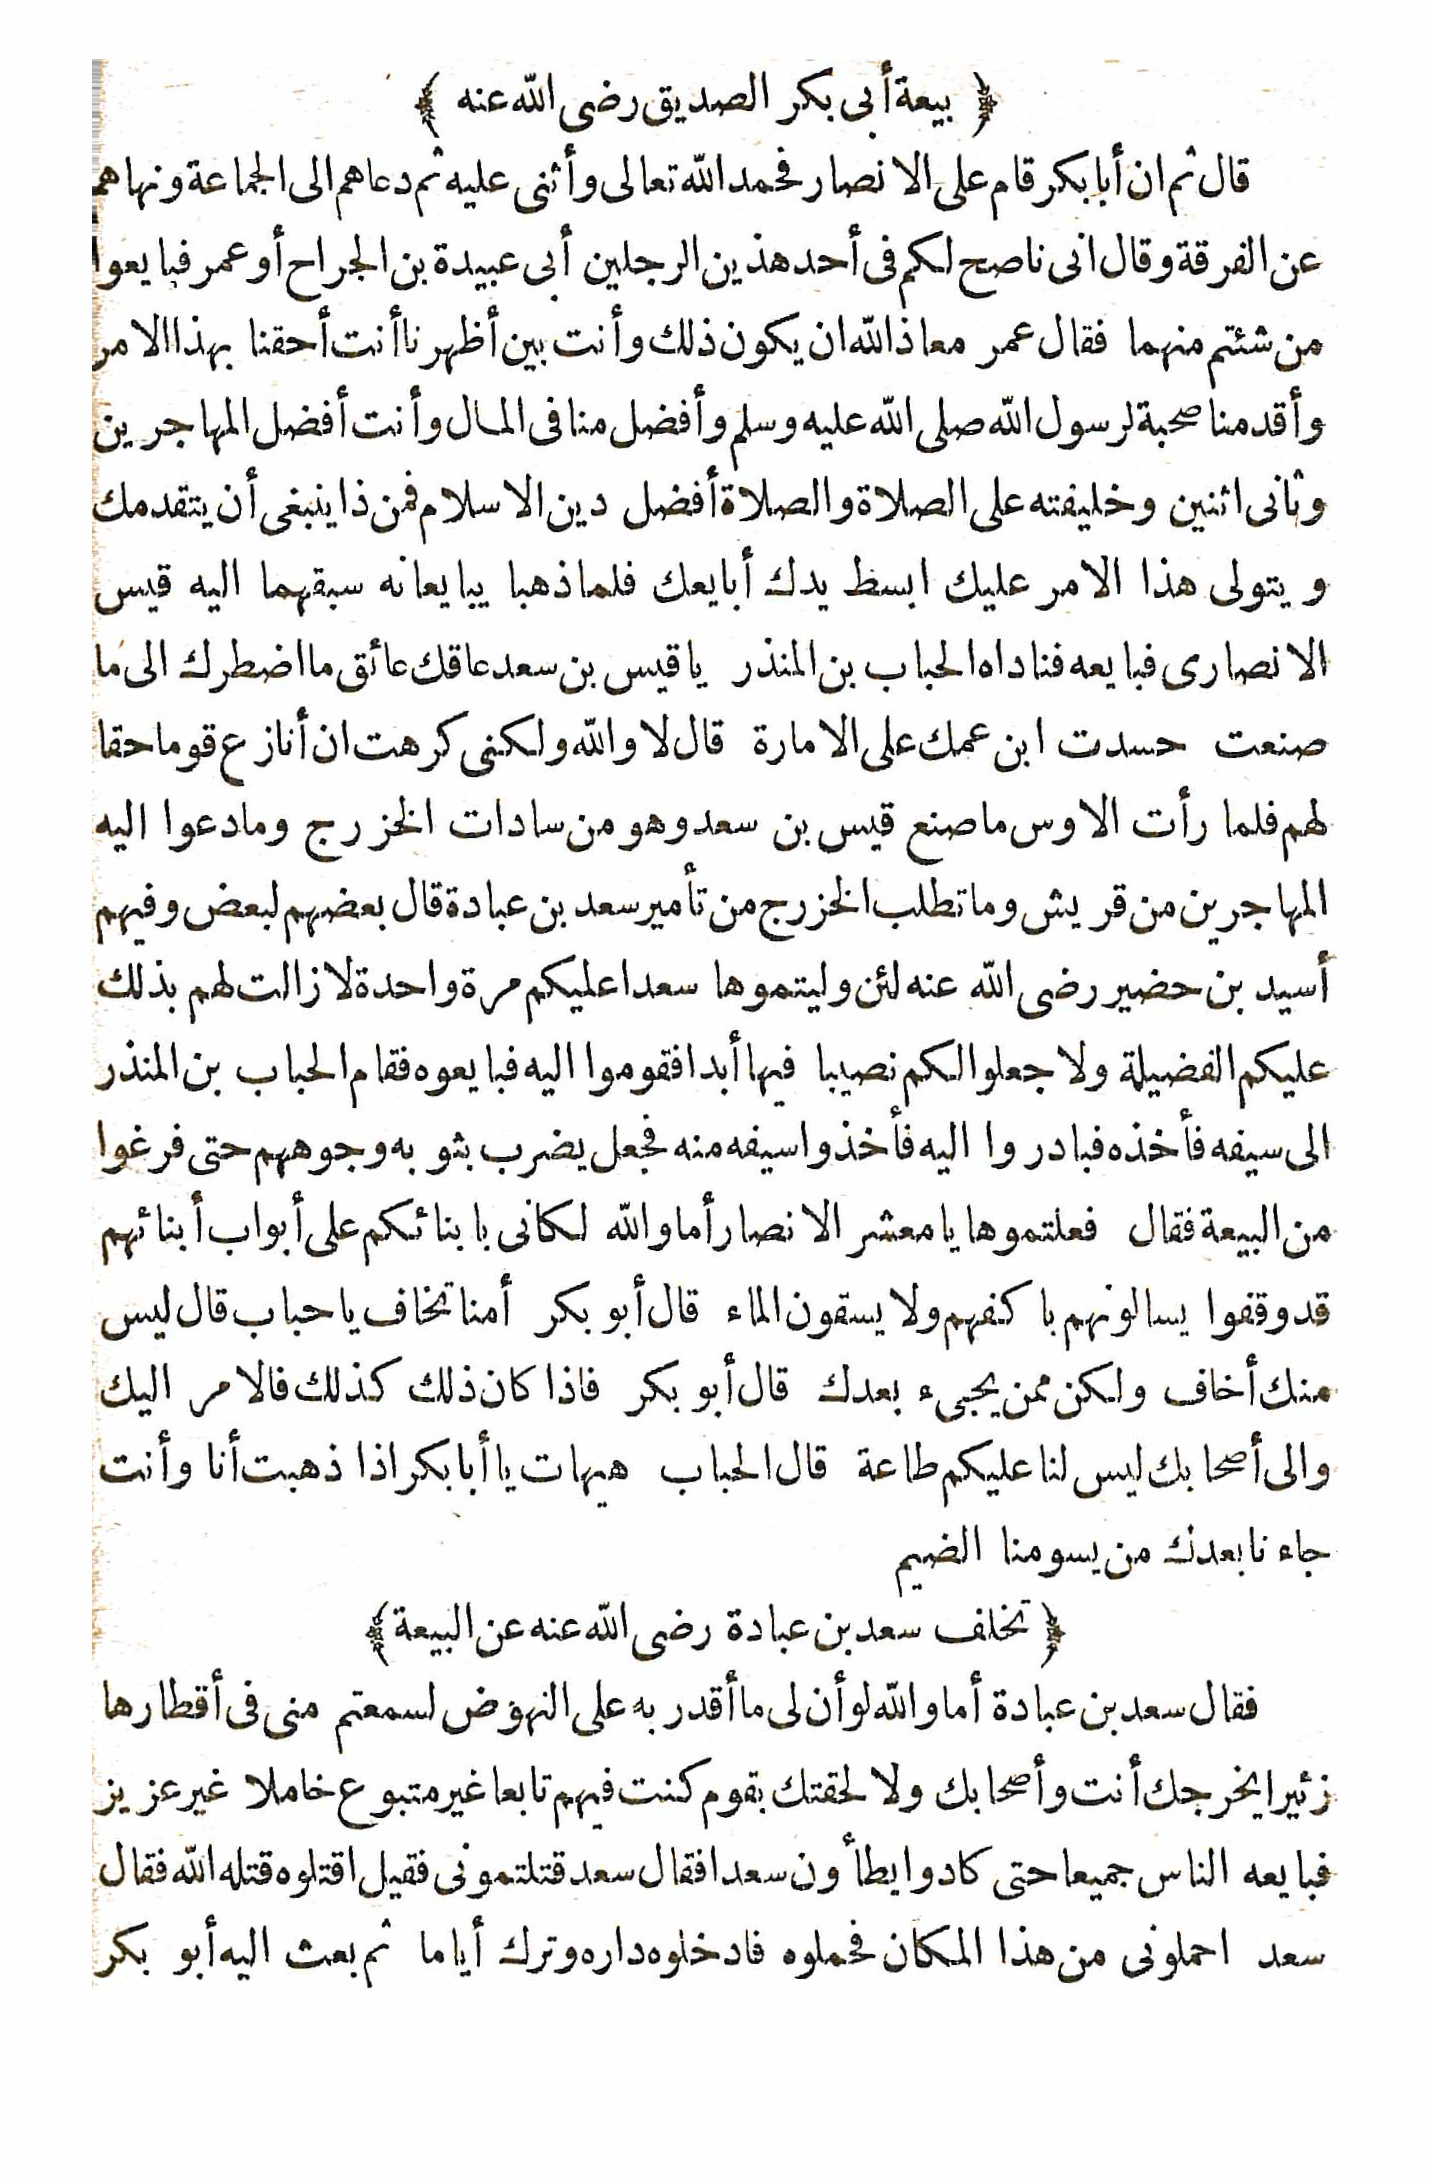 ﴿ بيعة أبى بكر الصديق رضى الله عنه ﴾
قال ثم ان أبا بكر قام على الانصار فحمد الله تعالى وأثنى عليه ثم دعاهم الى الجماعة ونهاهم
عن الفرقة وقال انى ناصح لكم فى أحد هذين الرجلين أبى عبيدة بن الجراح أو عمر فبايعوا
من شئتم منهما فقال عمر معاذ الله ان يكون ذلك وأنت بين أظهرنا أنت أحقنا بهذا الامر
وأقدمنا صحبة لرسول الله صلى الله عليه وسلم وأفضل منا فى المال وأنت أفضل المهاجرين
وثانى اثنين وخليفته على الصلاة والصلاة أفضل دين الاسلام فمن ذا ينبغى أن يتقدمك
ويتولى هذا الامر عليك ابسط يدك أبايعك فلما ذهبا يبايعانه سبقهما اليه قيس
الانصارى فبايعه فناداه الحباب بن المنذر يا قيس بن سعد عاقك عائق ما اضطرك الى ما
صنعت حسدت ابن عمك على الامارة قال لا والله ولكنى كرهت ان أنازع قوما حقا
لهم فلما رأت الاوس ما صنع قيس بن سعد وهو من سادات الخزرج وما دعوا اليه
المهاجرين من قريش وما تطلب الخزرج من تأمير سعد بن عبادة قال بعضهم لبعض وفيهم
أسيد بن حضير رضى الله عنه لئن وليتموها سعدا عليكم مرة واحدة لا زالت لهم بذلك
عليكم الفضيلة ولا جعلوا لكم نصيبا فيها أبدا فقوموا اليه فبايعوه فقام الحباب بن المنذر
الى سيفه فأخذه فبادروا اليه فأخذوا سيفه منه فجعل يضرب بثوبه وجوههم حتى فرغوا
من البيعة فقال فعلتموها يا معشر الانصار أما والله لكانى بابنائكم على أبواب أبنائهم
قد وقفوا يسالونهم باكفهم ولا يسقون الماء قال أبو بكر أمنا تخاف يا حباب قال ليس
منك أخاف ولكن ممن يجىء بعدك قال أبو بكر فاذا كان ذلك كذلك فالامر اليك
والى أصحابك ليس لنا عليكم طاعة قال الحباب هيهات يا أبا بكر اذا ذهبت أنا وأنت
جاءنا بعدك من يسومنا الضيم
﴿ تخلف سعد بن عبادة رضى الله عنه عن البيعة ﴾
فقال سعد بن عبادة أما والله لو أن لى ما أقدر به على النهوض لسمعتم منى فى أقطارها
زئيرا يخرجك أنت وأصحابك ولا لحقتك بقوم كنت فيهم تابعا غير متبوع خاملا غير عزيز
فبايعه الناس جميعا حتى كادوا يطأون سعدا فقال سعد قتلتمونى فقيل اقتلوه قتله الله فقال
سعد احملونى من هذا المكان فحملوه فادخلوه داره وترك أياما ثم بعث اليه أبو بكر